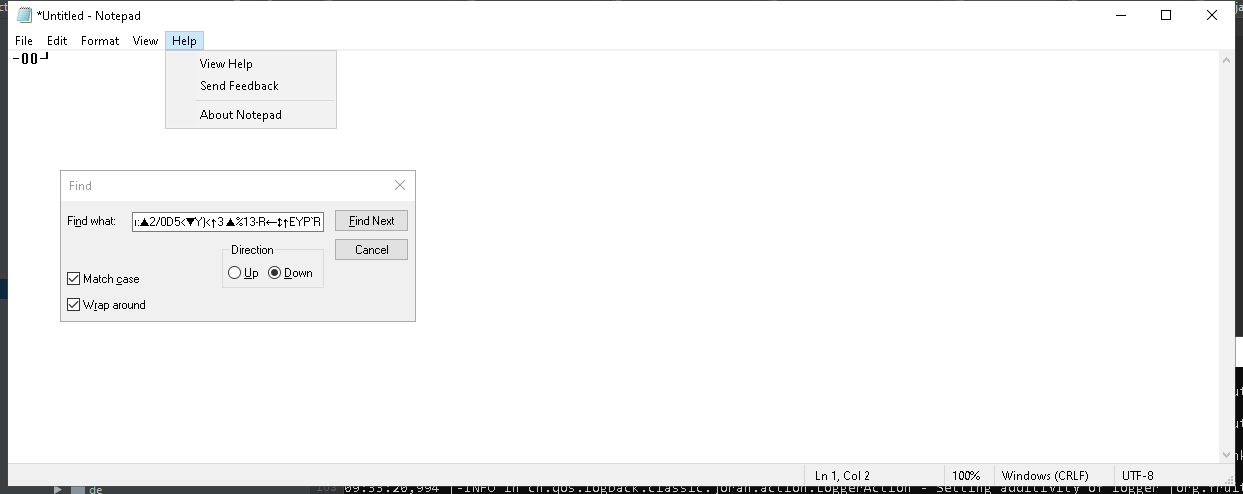 *Untitled - Notepad
File Edit Format View Help
View Help
Send Feedback
About Notepad
Find
Find what: ı:▲2/0D5<▼Y}<↑3 ▲%13-R←↕↑EYP`R Find Next
Direction Cancel
Up Down
Match case
Wrap around
Ln 1, Col 2 100% Windows (CRLF) UTF-8
de 09:33:20,994 |-INFO in ch.qos.logback.classic.joran.action.LoggerAction - Setting additivity of logger